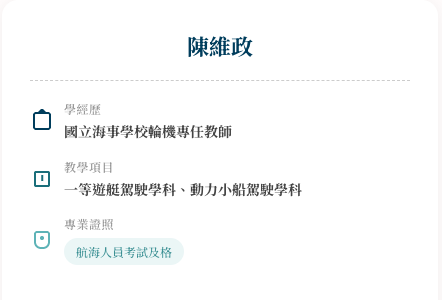 陳維政
學經歷
國立海事學校輪機專任教師
教學項目
一等遊艇駕駛學科、動力小船駕駛學科
專業證照
航海人員考試及格